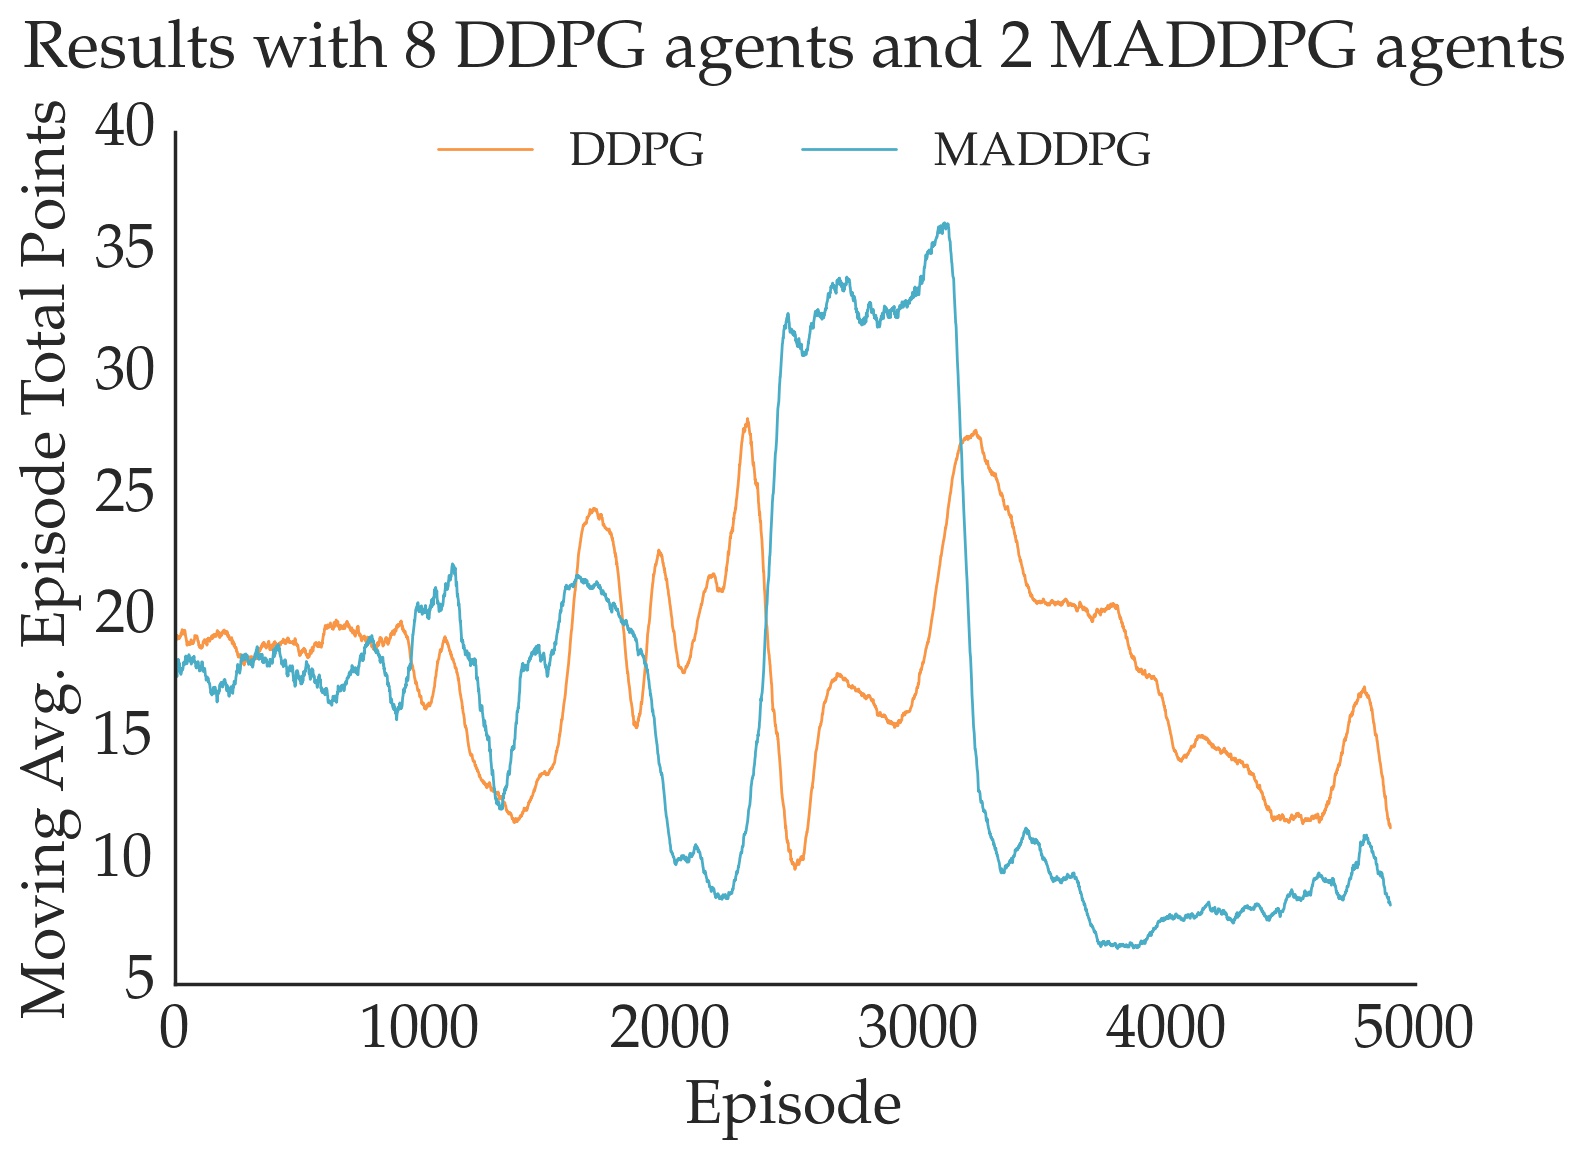 Results with 8 DDPG agents and 2 MADDPG agents
DDPG
MADDPG
Moving Avg. Episode Total Points
40
35
30
25
20
15
10
5
0
1000
2000
3000
4000
5000
Episode